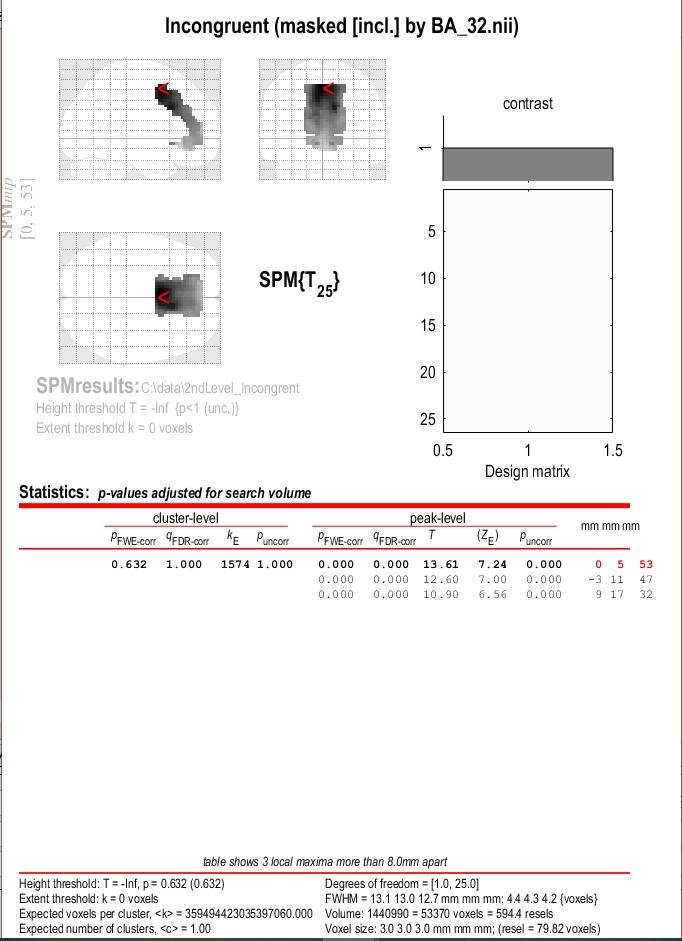 Incongruent (masked [incl.] by BA_32.nii)
SPMmip
[0, 5, 53]
<
<
<
SPM{T25}
contrast
1
5
10
15
20
25
0.5 1 1.5
Design matrix
SPMresults: C:\data\2ndLevel_Incongrent
Height threshold T = -Inf {p<1 (unc.)}
Extent threshold k = 0 voxels
Statistics: p-values adjusted for search volume
cluster-level peak-level mm mm mm
pFWE-corr qFDR-corr kE puncorr pFWE-corr qFDR-corr T (ZE) puncorr
0.632 1.000 1574 1.000 0.000 0.000 13.61 7.24 0.000 0 5 53
0.000 0.000 12.60 7.00 0.000 -3 11 47
0.000 0.000 10.90 6.56 0.000 9 17 32
table shows 3 local maxima more than 8.0mm apart
Height threshold: T = -Inf, p = 0.632 (0.632)
Extent threshold: k = 0 voxels
Expected voxels per cluster, <k> = 359494423035397060.000
Expected number of clusters, <c> = 1.00
Degrees of freedom = [1.0, 25.0]
FWHM = 13.1 13.0 12.7 mm mm mm; 4.4 4.3 4.2 {voxels}
Volume: 1440990 = 53370 voxels = 594.4 resels
Voxel size: 3.0 3.0 3.0 mm mm mm; (resel = 79.82 voxels)